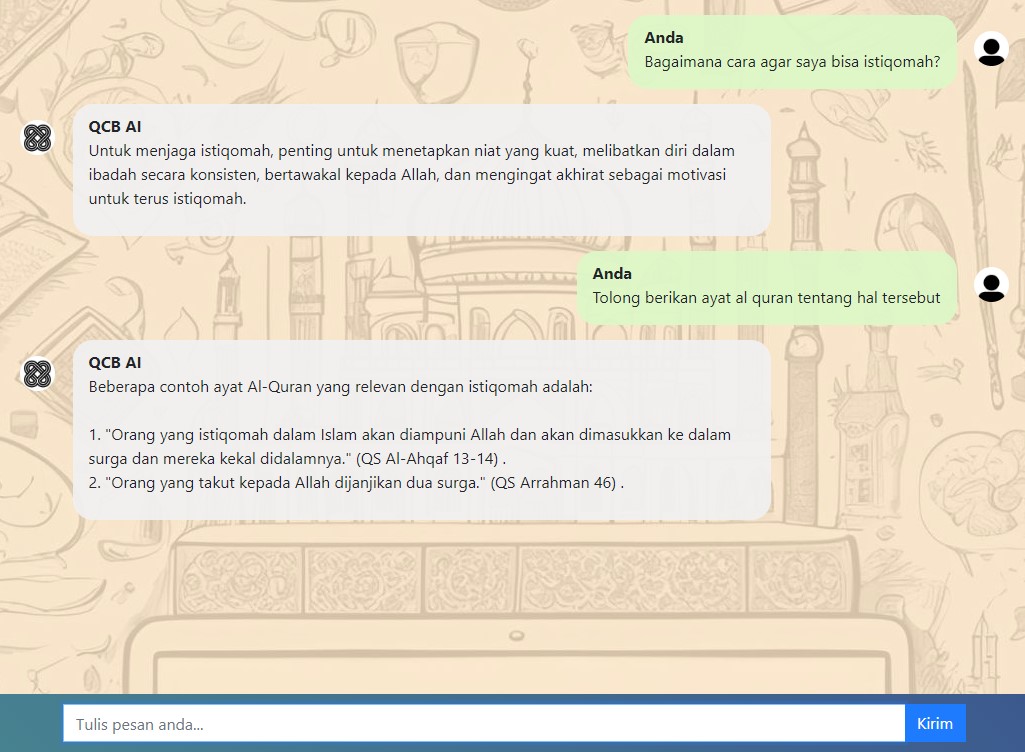 Anda
Bagaimana cara agar saya bisa istiqomah?
QCB AI
Untuk menjaga istiqomah, penting untuk menetapkan niat yang kuat, melibatkan diri dalam
ibadah secara konsisten, bertawakal kepada Allah, dan mengingat akhirat sebagai motivasi
untuk terus istiqomah.
Anda
Tolong berikan ayat al quran tentang hal tersebut
QCB AI
Beberapa contoh ayat Al-Quran yang relevan dengan istiqomah adalah:
1. "Orang yang istiqomah dalam Islam akan diampuni Allah dan akan dimasukkan ke dalam
surga dan mereka kekal didalamnya." (QS Al-Ahqaf 13-14) .
2. "Orang yang takut kepada Allah dijanjikan dua surga." (QS Arrahman 46) .
Tulis pesan anda...
Kirim